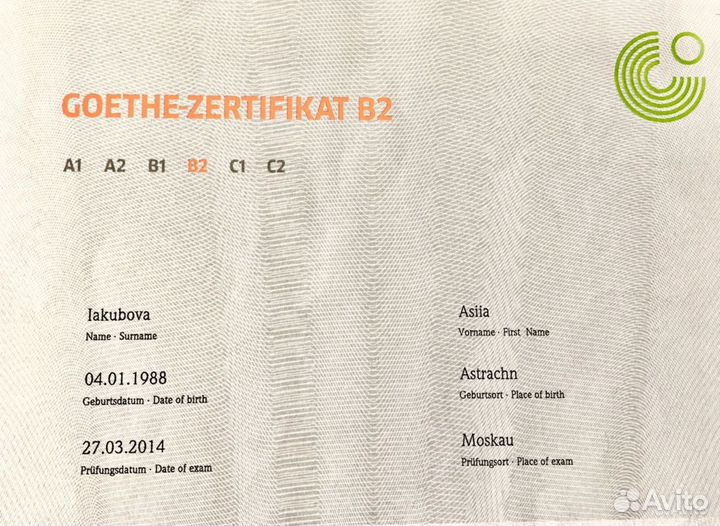 GOETHE-ZERTIFIKAT B2
A1 A2 B1 B2 C1 C2
Iakubova
Name · Surname
Asiia
Vorname · First Name
04.01.1988
Geburtsdatum · Date of birth
Astrachn
Geburtsort · Place of birth
27.03.2014
Prüfungsdatum · Date of exam
Moskau
Prüfungsort · Place of exam
Avito